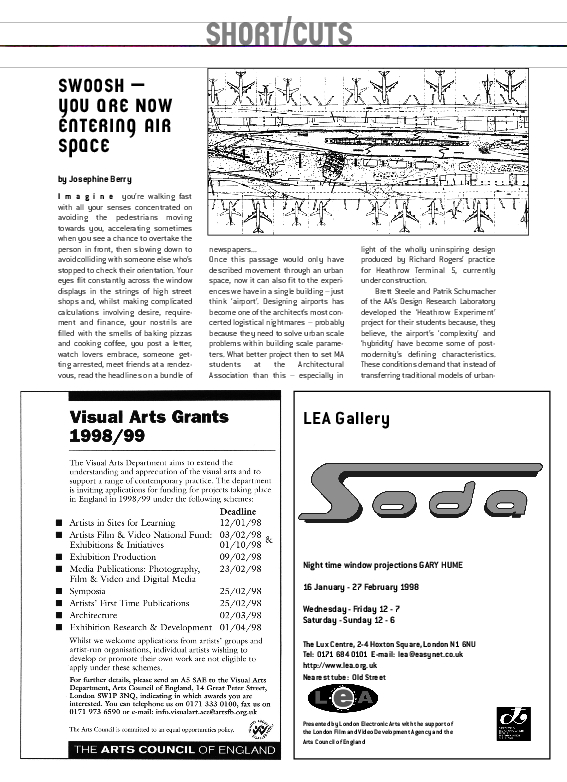 SHORT/CUTS
SWOOSH —
YOU ARE NOW
ENTERING AIR
SPACE
by Josephine Berry
Imagine you're walking fast
with all your senses concentrated on
avoiding the pedestrians moving
towards you, accelerating sometimes
when you see a chance to overtake the
person in front, then slowing down to
avoidcolliding with someone else who's
stopped to check their orientation. Your
eyes flit constantly across the window
displays in the strings of high street
shops and, whilst making complicated
calculations involving desire, require-
ment and finance, your nostrils are
filled with the smells of baking pizzas
and cooking coffee, you post a letter,
watch lovers embrace, someone get-
ting arrested, meet friends at a rendez-
vous, read the headlines on a bundle of
newspapers...
Once this passage would only have
described movement through an urban
space, now it can also fit to the experi-
ences we have in a single building – just
think 'airport'. Designing airports has
become one of the architect's most con-
certed logistical nightmares – probably
because they need to solve urban scale
problems within building scale parame-
ters. What better project then to set MA
students at the Architectural
Association than this – especially in
light of the wholly uninspiring design
produced by Richard Rogers' practice
for Heathrow Terminal 5, currently
under construction.
Brett Steele and Patrik Schumacher
of the AA's Design Research Laboratory
developed the 'Heathrow Experiment'
project for their students because, they
believe, the airport's 'complexity' and
'hybridity' have become some of post-
modernity's defining characteristics.
These conditions demand that instead of
transferring traditional models of urban-
Visual Arts Grants
1998/99
The Visual Arts Department aims to extend the
understanding and appreciation of the visual arts and to
support a range of contemporary practice. The department
is inviting applications for funding for projects taking place
in England in 1998/99 under the following schemes:
Deadline
■ Artists in Sites for Learning 12/01/98
■ Artists Film & Video National Fund: 03/02/98 &
Exhibitions & Initiatives 01/10/98
■ Exhibition Production 09/02/98
■ Media Publications: Photography, 23/02/98
Film & Video and Digital Media
■ Symposia 25/02/98
■ Artists' First Time Publications 25/02/98
■ Architecture 02/03/98
■ Exhibition Research & Development 01/04/98
Whilst we welcome applications from artists' groups and
artist-run organisations, individual artists wishing to
develop or promote their own work are not eligible to
apply under these schemes.
For further details, please send an A5 SAE to the Visual Arts
Department, Arts Council of England, 14 Great Peter Street,
London SW1P 3NQ, indicating in which awards you are
interested. You can telephone us on 0171 333 0100, fax us on
0171 973 6590 or e-mail: info.visualart.ace@artsfb.org.uk
The Arts Council is committed to an equal opportunities policy.
THE ARTS COUNCIL OF ENGLAND
LEA Gallery
Soda
Night time window projections GARY HUME
16 January - 27 February 1998
Wednesday - Friday 12 - 7
Saturday - Sunday 12 - 6
The Lux Centre, 2-4 Hoxton Square, London N1 6NU
Tel: 0171 684 0101 E-mail: lea@easynet.co.uk
http://www.lea.org.uk
Nearest tube: Old Street
LeA
Presented by London Electronic Arts with the support of
the London Film and Video Development Agency and the
Arts Council of England